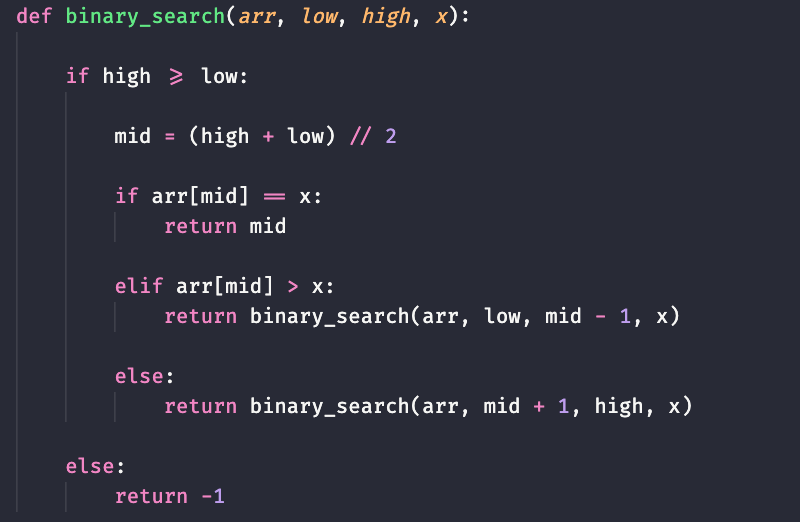 def binary_search(arr, low, high, x):
if high >= low:
mid = (high + low) // 2
if arr[mid] == x:
return mid
elif arr[mid] > x:
return binary_search(arr, low, mid - 1, x)
else:
return binary_search(arr, mid + 1, high, x)
else:
return -1